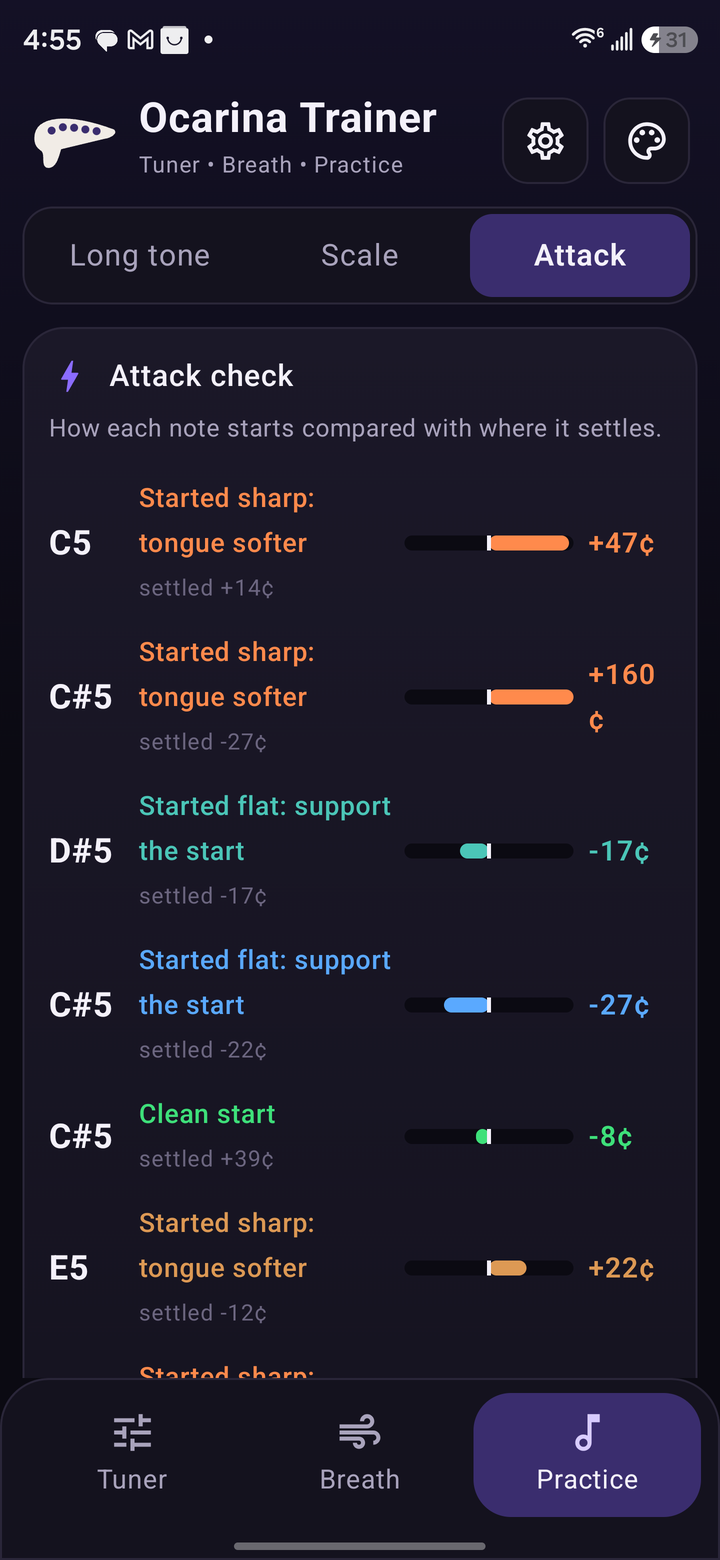 4:55
6
31
Ocarina Trainer
Tuner • Breath • Practice
Long tone Scale Attack
Attack check
How each note starts compared with where it settles.
C5
Started sharp:
tongue softer
settled +14¢
+47¢
C#5
Started sharp:
tongue softer
settled -27¢
+160
¢
D#5
Started flat: support
the start
settled -17¢
-17¢
C#5
Started flat: support
the start
settled -22¢
-27¢
C#5
Clean start
settled +39¢
-8¢
E5
Started sharp:
tongue softer
settled -12¢
+22¢
Started sharp:
Tuner Breath Practice